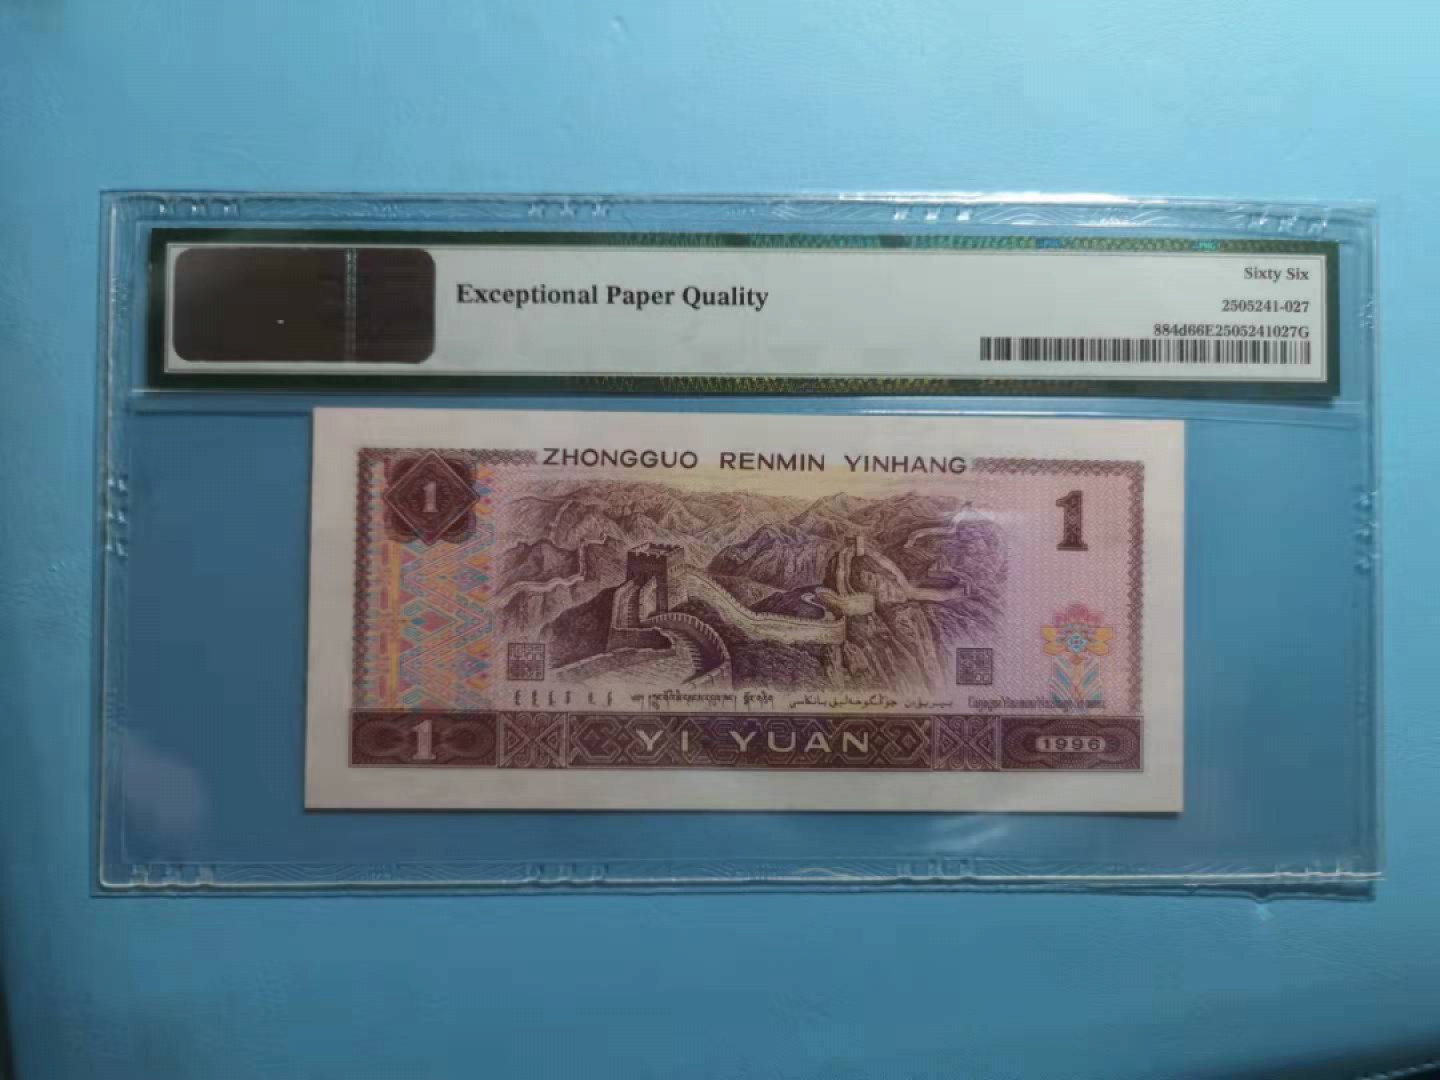 Exceptional Paper Quality
Sixty Six
2505241-027
884d66E2505241027G
ZHONGGUO RENMIN YINHANG
1
1
1
YI YUAN
1996